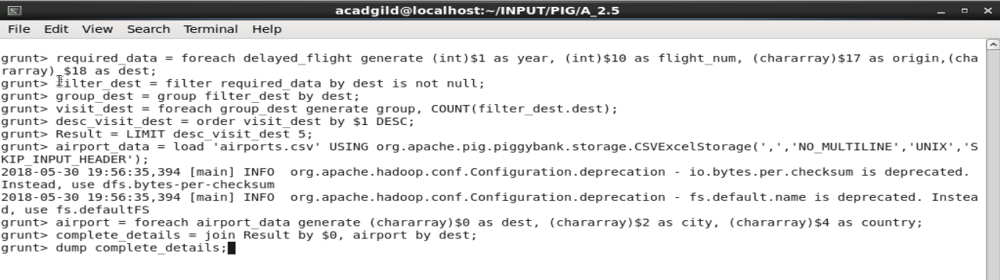 acadgild@localhost:~/INPUT/PIG/A_2.5
File Edit View Search Terminal Help
grunt> required_data = foreach delayed_flight generate (int)$1 as year, (int)$10 as flight_num, (chararray)$17 as origin,(cha
rarray) $18 as dest;
grunt> filter_dest = filter required_data by dest is not null;
grunt> group_dest = group filter_dest by dest;
grunt> visit_dest = foreach group_dest generate group, COUNT(filter_dest.dest);
grunt> desc_visit_dest = order visit_dest by $1 DESC;
grunt> Result = LIMIT desc_visit_dest 5;
grunt> airport_data = load 'airports.csv' USING org.apache.pig.piggybank.storage.CSVExcelStorage(',','NO_MULTILINE','UNIX','S
KIP_INPUT_HEADER');
2018-05-30 19:56:35,394 [main] INFO  org.apache.hadoop.conf.Configuration.deprecation - io.bytes.per.checksum is deprecated.
Instead, use dfs.bytes-per-checksum
2018-05-30 19:56:35,394 [main] INFO  org.apache.hadoop.conf.Configuration.deprecation - fs.default.name is deprecated. Instea
d, use fs.defaultFS
grunt> airport = foreach airport_data generate (chararray)$0 as dest, (chararray)$2 as city, (chararray)$4 as country;
grunt> complete_details = join Result by $0, airport by dest;
grunt> dump complete_details;